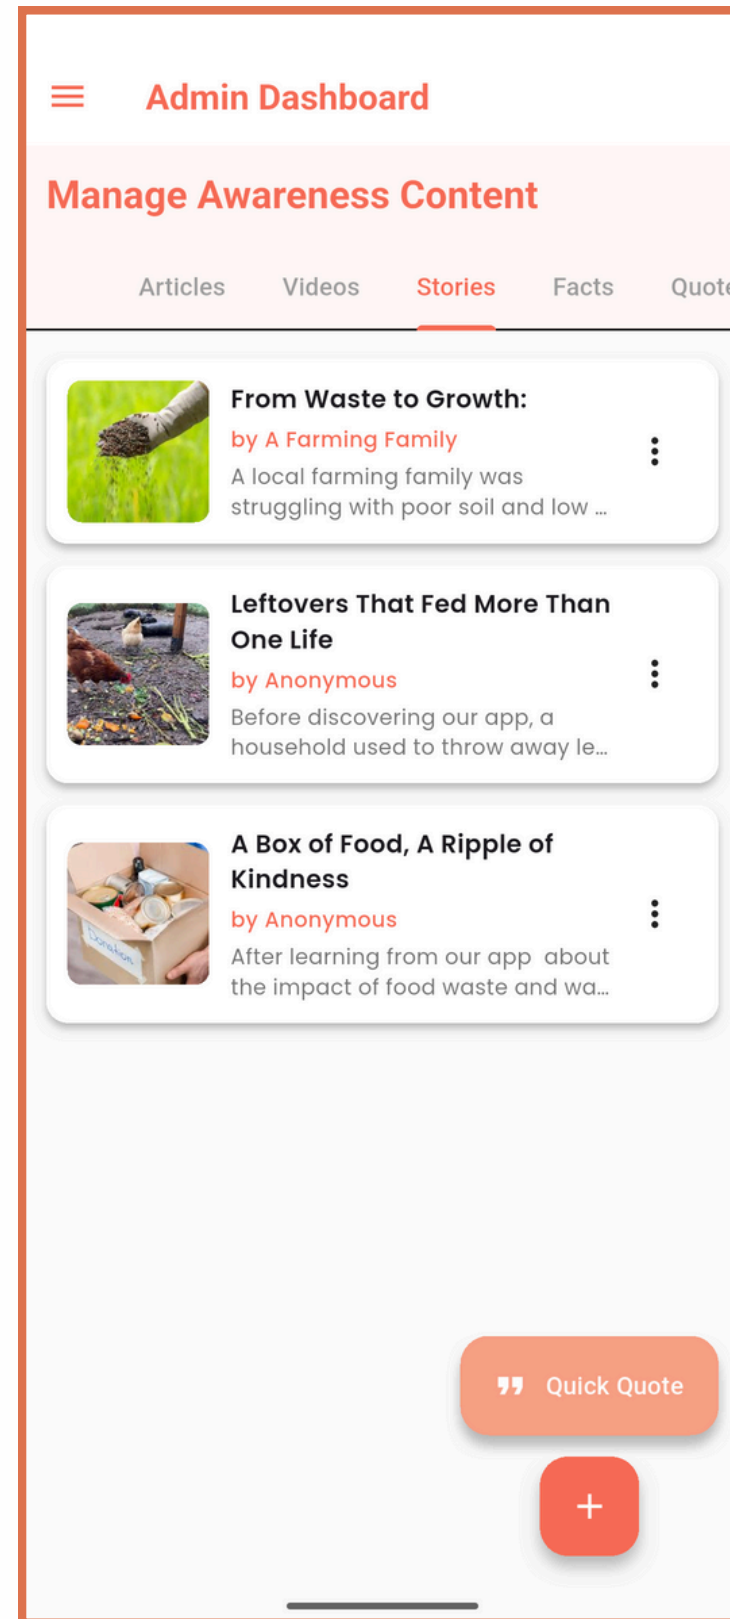 Admin Dashboard
Manage Awareness Content
Articles Videos Stories Facts Quote
From Waste to Growth:
by A Farming Family
A local farming family was
struggling with poor soil and low ...
Leftovers That Fed More Than
One Life
by Anonymous
Before discovering our app, a
household used to throw away le...
A Box of Food, A Ripple of
Kindness
by Anonymous
After learning from our app  about
the impact of food waste and wa...
Donation
Quick Quote